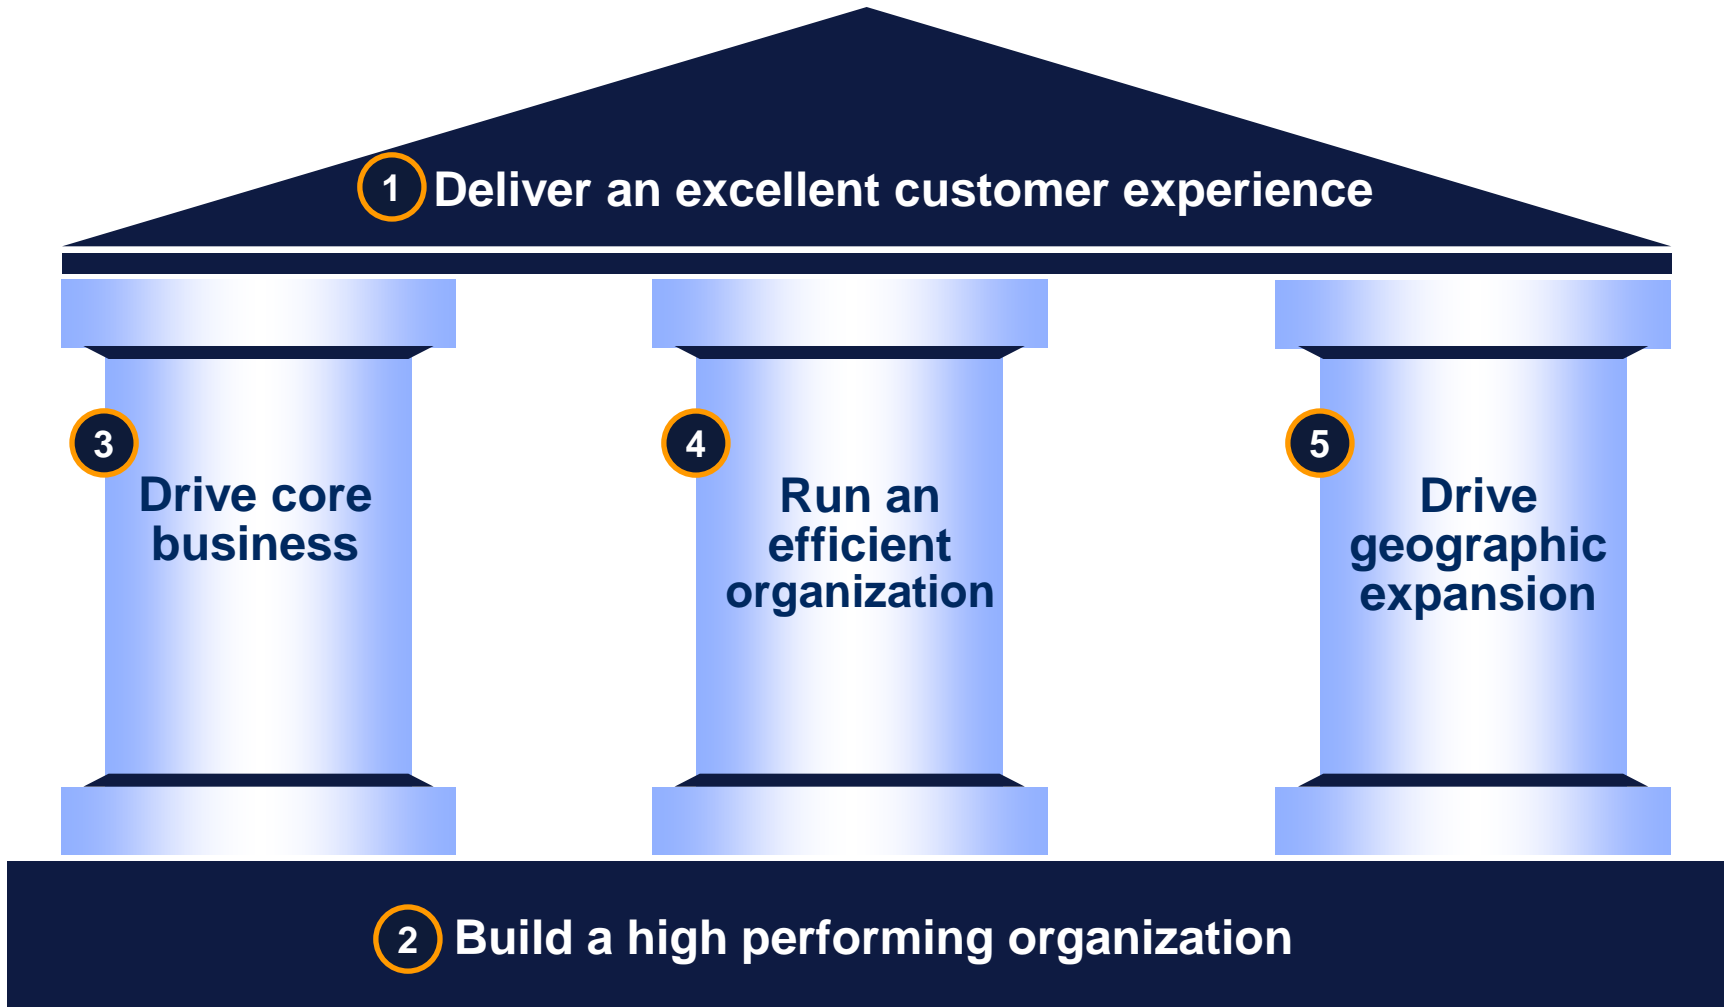 1 Deliver an excellent customer experience
3
Drive core
business
4
Run an
efficient
organization
5
Drive
geographic
expansion
2 Build a high performing organization